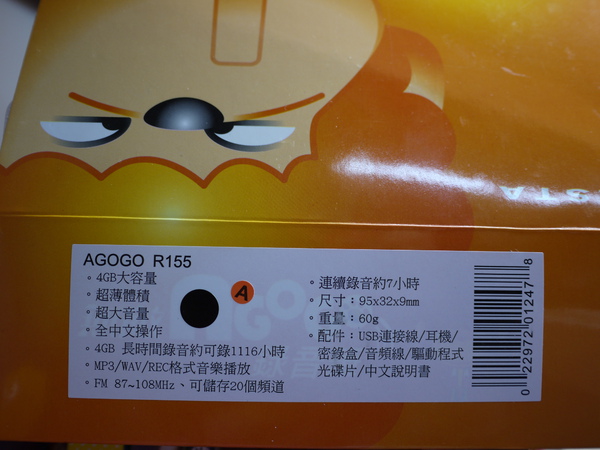 STA
AGOGO R155
。4GB大容量
。超薄體積
。超大音量
。全中文操作
。4GB 長時間錄音約可錄1116小時
。MP3/WAV/REC格式音樂播放
。FM 87~108MHz、可儲存20個頻道
A
。連續錄音約7小時
。尺寸：95x32x9mm
。重量：60g
。配件：USB連接線/耳機/
密錄盒/音頻線/驅動程式
光碟片/中文說明書
0 22972 01247 8